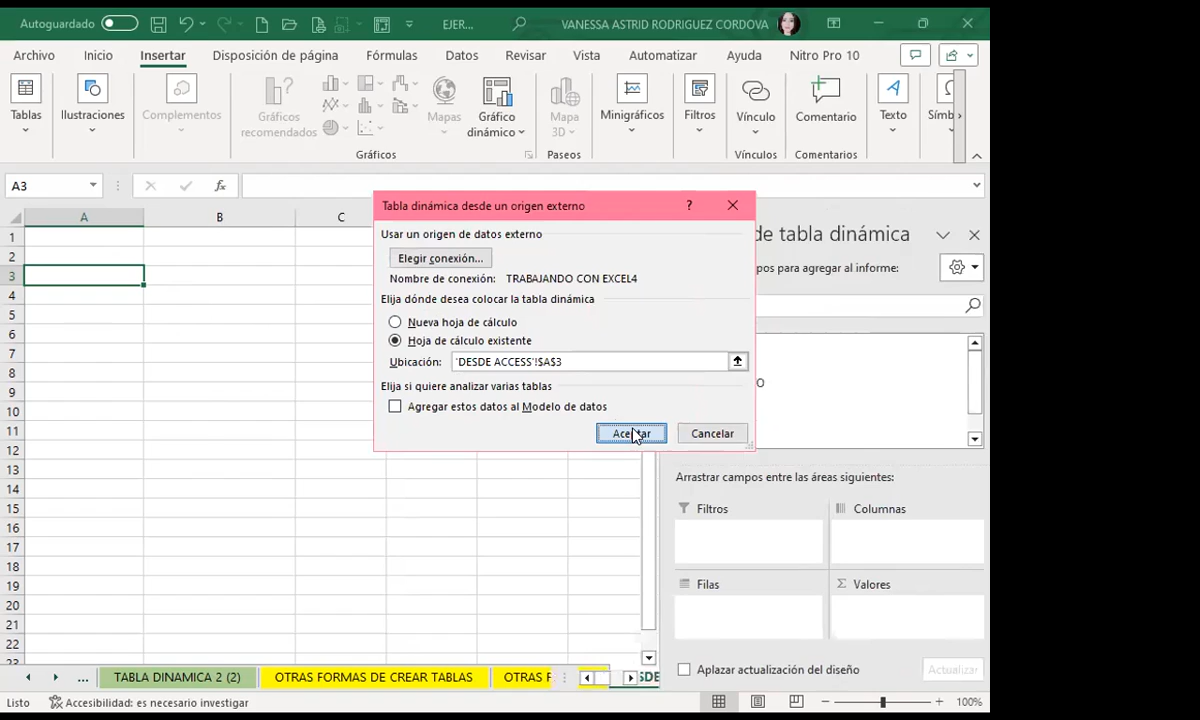 Autoguardado
EJER...
VANESSA ASTRID RODRIGUEZ CORDOVA
Archivo Inicio Insertar Disposición de página Fórmulas Datos Revisar Vista Automatizar Ayuda Nitro Pro 10
Tablas
Ilustraciones
Complementos
Gráficos recomendados
Mapas
Gráfico dinámico
Gráficos
Mapa 3D
Paseos
Minigráficos
Filtros
Vínculo
Vínculos
Comentario
Comentarios
Texto
Símb
A3
fx
A B C
1
2
3
4
5
6
7
8
9
10
11
12
13
14
15
16
17
18
19
20
21
22
23
Tabla dinámica desde un origen externo
?
Usar un origen de datos externo
Elegir conexión...
Nombre de conexión: TRABAJANDO CON EXCEL4
Elija dónde desea colocar la tabla dinámica
Nueva hoja de cálculo
Hoja de cálculo existente
Ubicación: 'DESDE ACCESS'!$A$3
Elija si quiere analizar varias tablas
Agregar estos datos al Modelo de datos
Aceptar Cancelar
de tabla dinámica
pos para agregar al informe:
O
Arrastrar campos entre las áreas siguientes:
Filtros Columnas
Filas Σ Valores
Aplazar actualización del diseño Actualizar
... TABLA DINAMICA 2 (2) OTRAS FORMAS DE CREAR TABLAS OTRAS F SDE
Listo Accesibilidad: es necesario investigar 100%